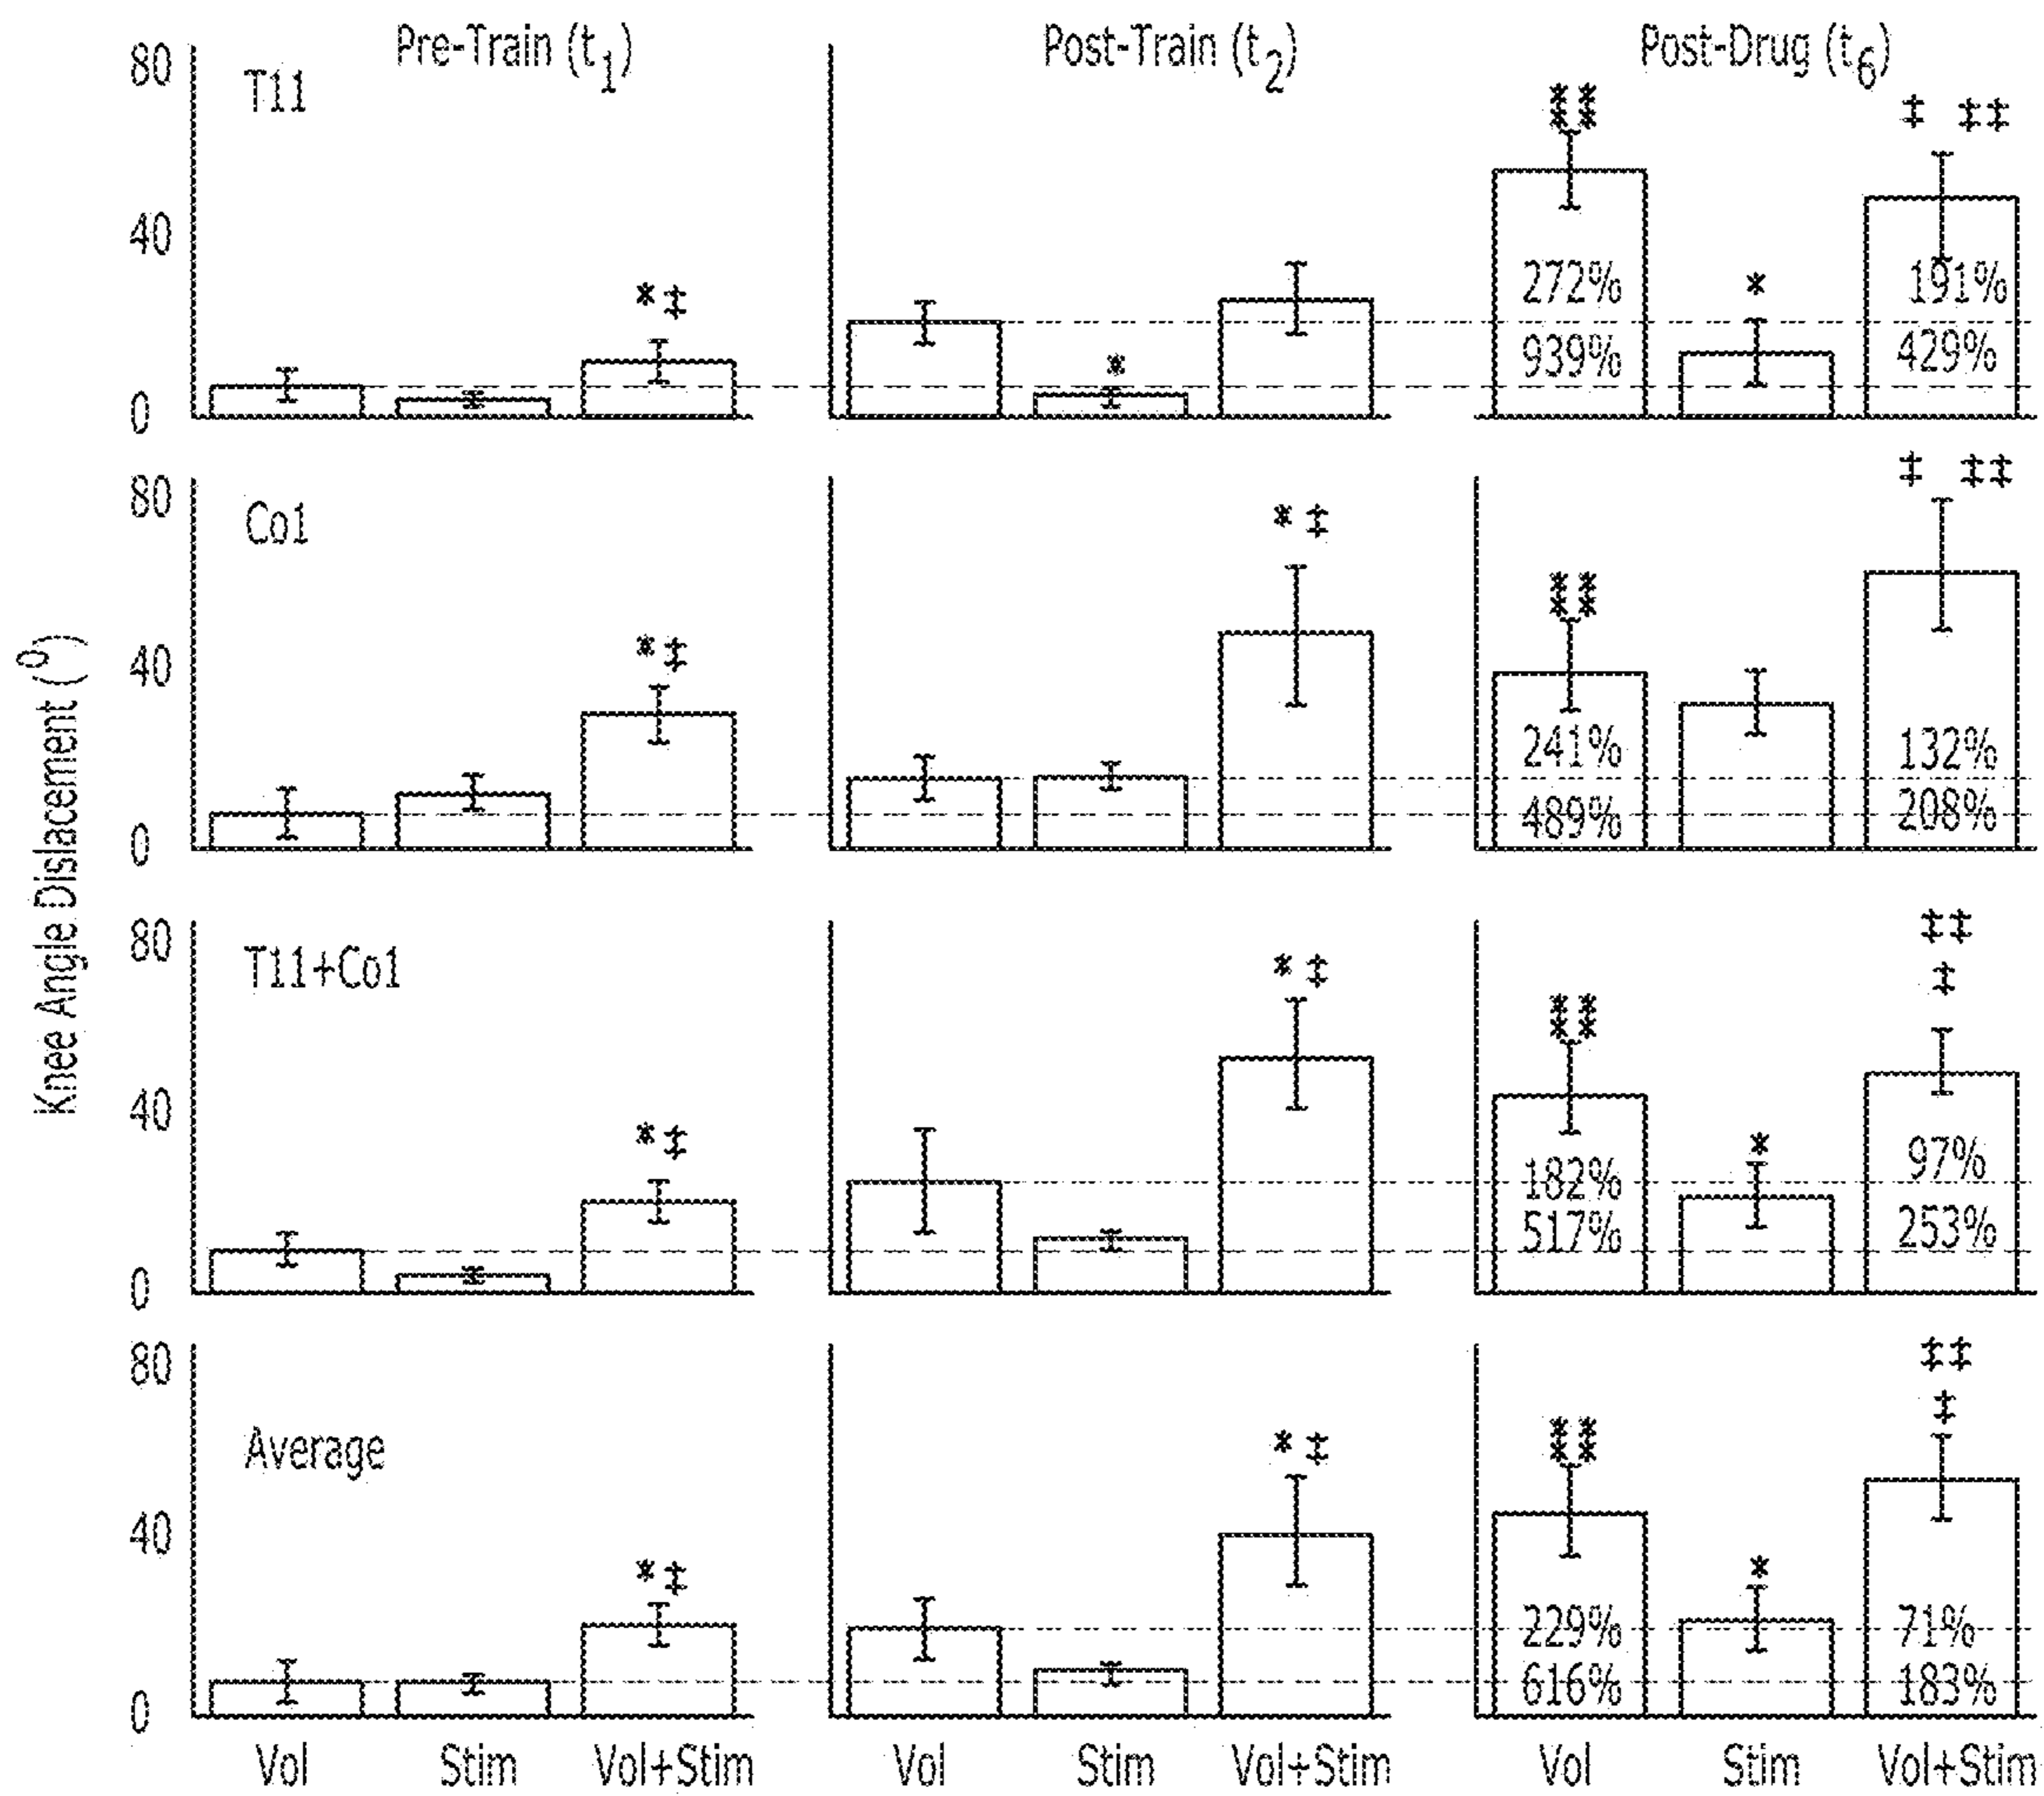 Pre-Train (t1) Post-Train (t2) Post-Drug (t6)
80 T11
** ‡ ‡‡
40
*‡ * 272% * 191%
939% 429%
0
80 Co1
‡ ‡‡
*‡ **
40
*‡
241% 132%
489% 208%
0
80 T11+Co1
‡‡
*‡ ** ‡
40
*‡ * 97%
182%
517% 253%
0
80
‡‡
‡
Average *‡ **
40
*‡ *
229% 71%
616% 183%
0
Vol Stim Vol+Stim Vol Stim Vol+Stim Vol Stim Vol+Stim
Knee Angle Dislacement (⁰)